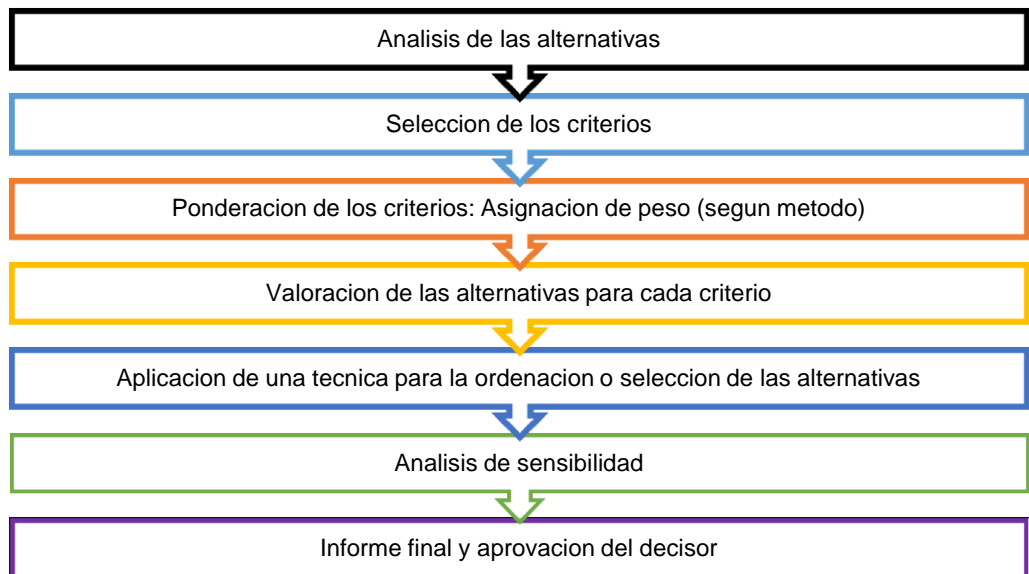 Analisis de las alternativas
Seleccion de los criterios
Ponderacion de los criterios: Asignacion de peso (segun metodo)
Valoracion de las alternativas para cada criterio
Aplicacion de una tecnica para la ordenacion o seleccion de las alternativas
Analisis de sensibilidad
Informe final y aprovacion del decisor